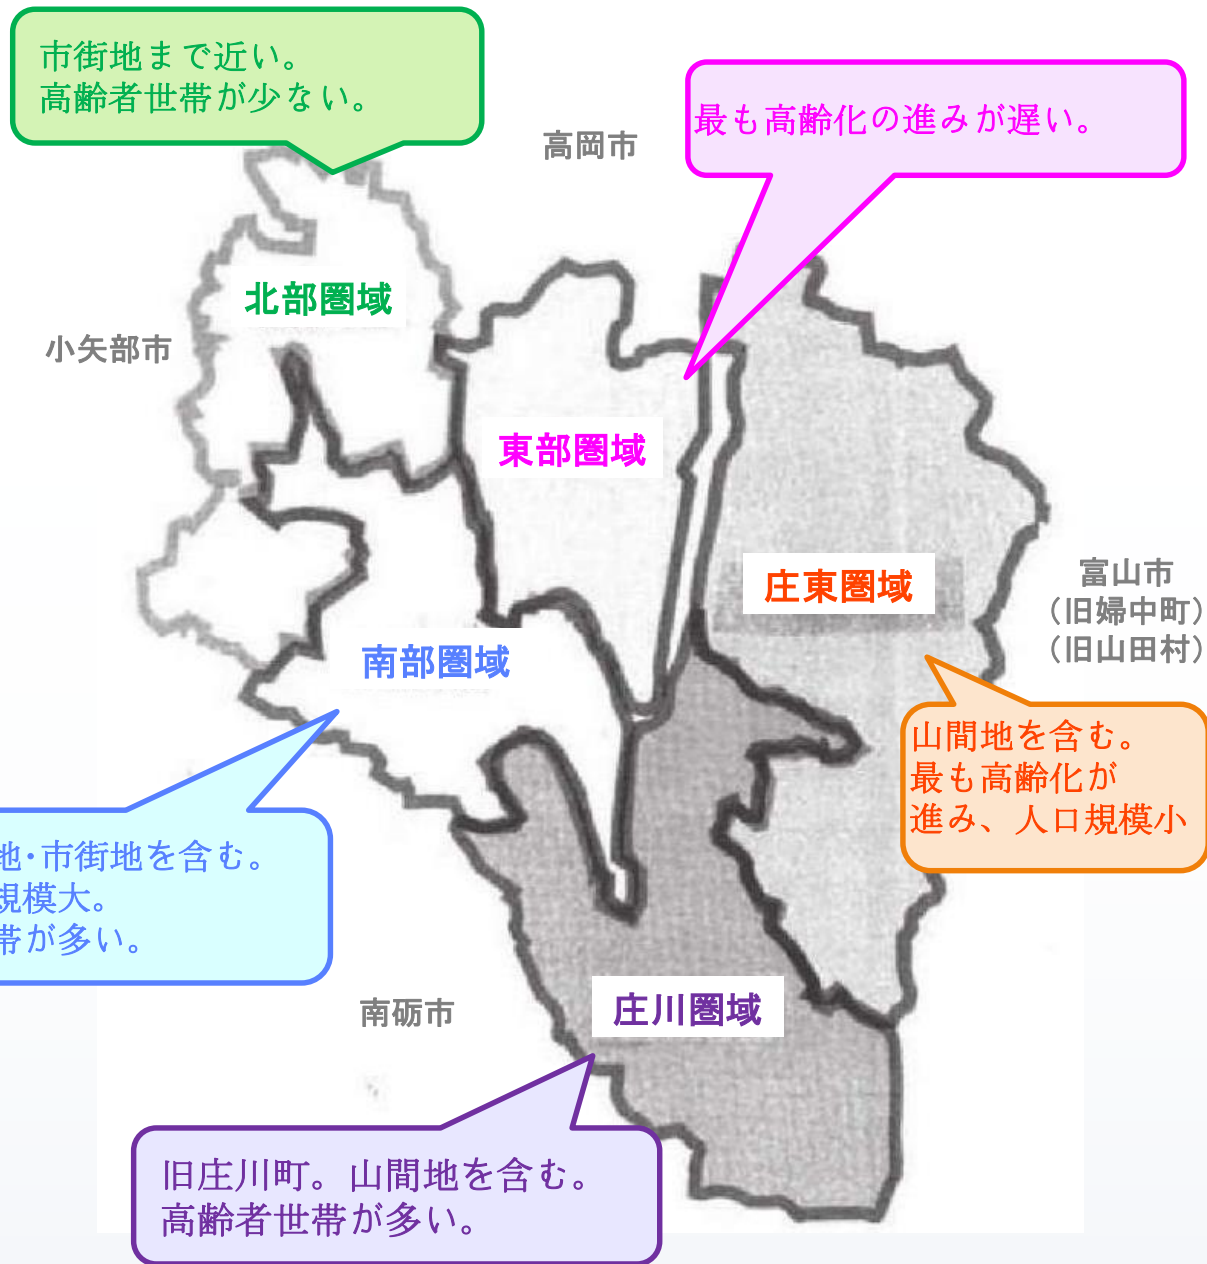 市街地まで近い。
高齢者世帯が少ない。
高岡市
最も高齢化の進みが遅い。
北部圏域
小矢部市
東部圏域
庄東圏域
富山市
（旧婦中町）
（旧山田村）
南部圏域
山間地を含む。
最も高齢化が
進み、人口規模小
地・市街地を含む。
規模大。
帯が多い。
南砺市
庄川圏域
旧庄川町。山間地を含む。
高齢者世帯が多い。